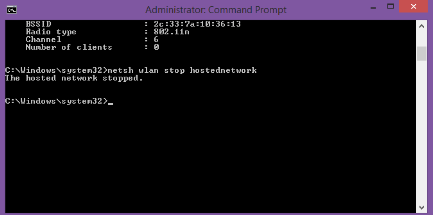 Administrator: Command Prompt
BSSID : 2c:33:7a:10:36:13
Radio type : 802.11n
Channel : 6
Number of clients : 0
C:\Windows\system32>netsh wlan stop hostednetwork
The hosted network stopped.
C:\Windows\system32>_